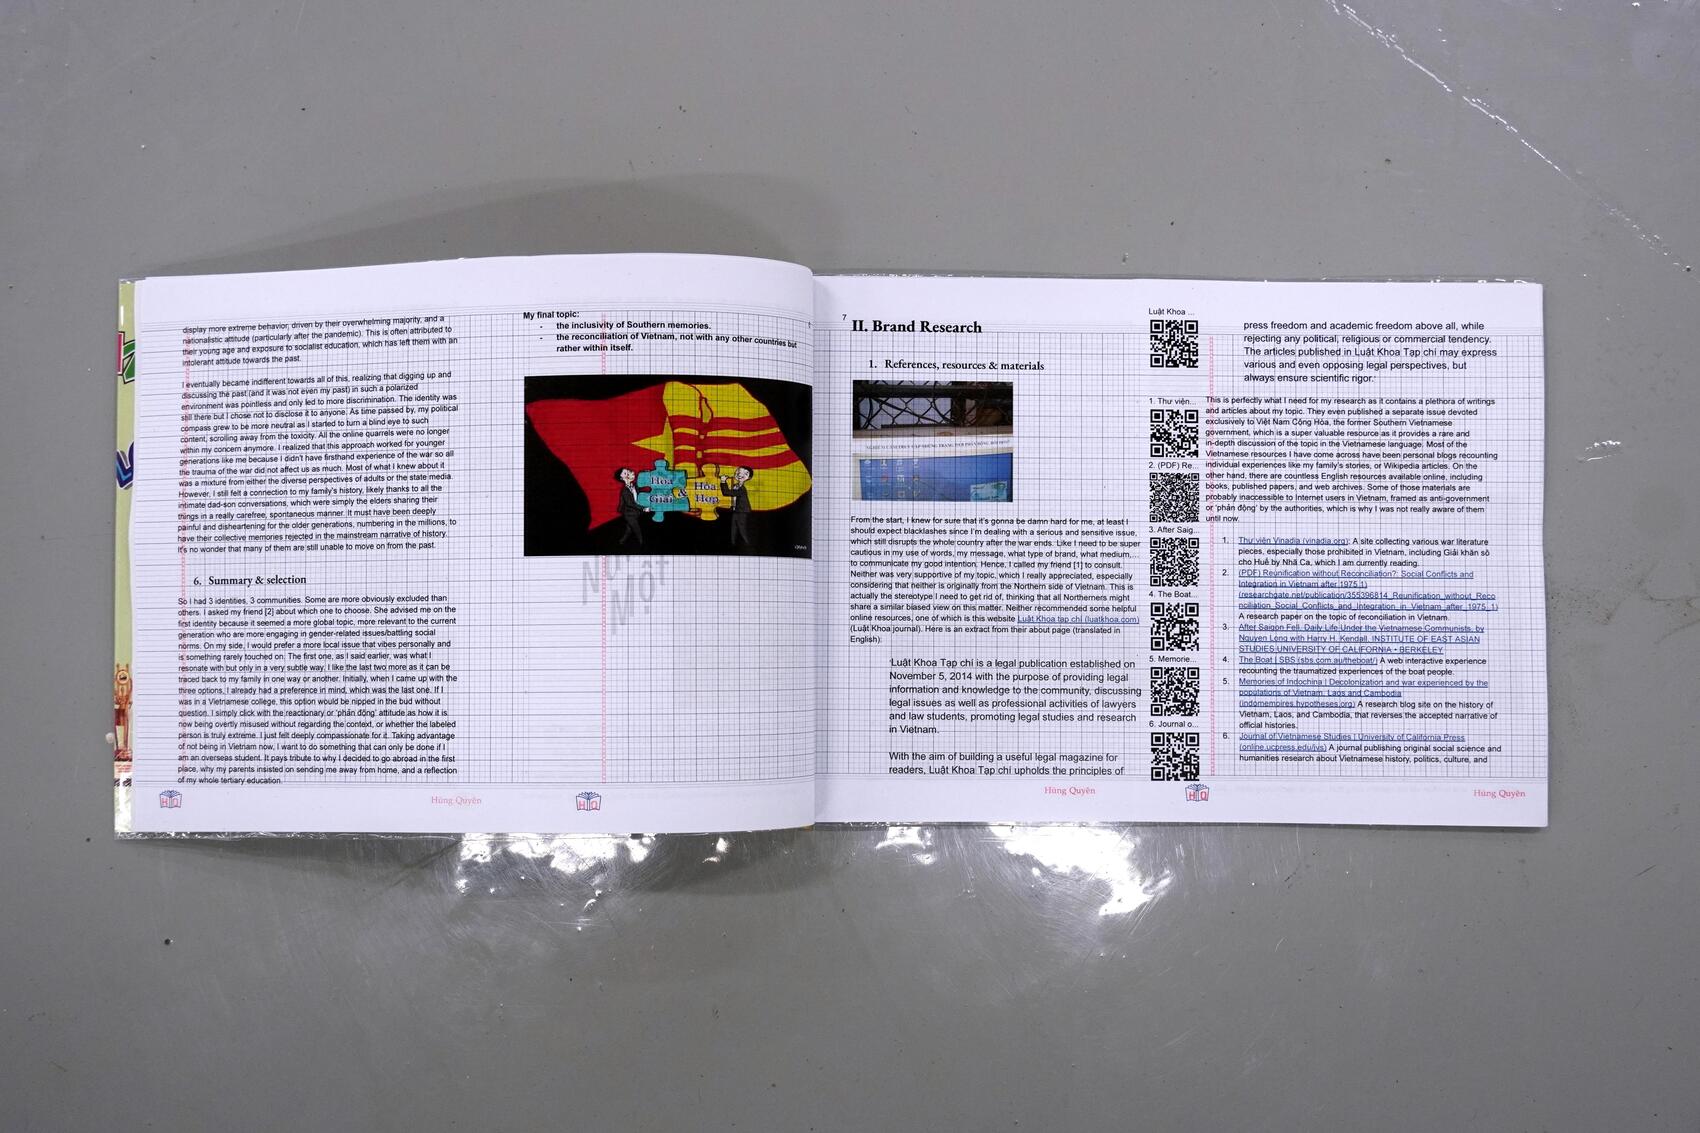 display more extreme behavior, driven by their overwhelming majority, and a
nationalistic attitude (particularly after the pandemic). This is often attributed to
their young age and exposure to socialist education, which has left them with an
intolerant attitude towards the past.
I eventually became indifferent towards all of this, realizing that digging up and
discussing the past (and it was not even my past) in such a polarized
environment was pointless and only led to more discrimination. The identity was
still there but I chose not to disclose it to anyone. As time passed by, my political
compass grew to be more neutral as I started to turn a blind eye to such
content, scrolling away from the toxicity. All the online quarrels were no longer
within my concern anymore. I realized that this approach worked for younger
generations like me because I didn't have firsthand experience of the war so all
the trauma of the war did not affect us as much. Most of what I knew about it
was a mixture from either the diverse perspectives of adults or the state media.
However, I still felt a connection to my family's history, likely thanks to all the
intimate dad-son conversations, which were simply the elders sharing their
things in a really carefree, spontaneous manner. It must have been deeply
painful and disheartening for the older generations, numbering in the millions, to
have their collective memories rejected in the mainstream narrative of history.
It's no wonder that many of them are still unable to move on from the past.
6. Summary & selection
So I had 3 identities, 3 communities. Some are more obviously excluded than
others. I asked my friend [2] about which one to choose. She advised me on the
first identity because it seemed a more global topic, more relevant to the current
generation who are more engaging in gender-related issues/battling social
norms. On my side, I would prefer a more local issue that vibes personally and
is something rarely touched on. The first one, as I said earlier, was what I
resonate with but only in a very subtle way. I like the last two more as it can be
traced back to my family in one way or another. Initially, when I came up with the
three options, I already had a preference in mind, which was the last one. If I
was in a Vietnamese college, this option would be nipped in the bud without
question. I simply click with the reactionary or 'phản động' attitude as how it is
now being overtly misused without regarding the context, or whether the labeled
person is truly extreme. I just felt deeply compassionate for it. Taking advantage
of not being in Vietnam now, I want to do something that can only be done if I
am an overseas student. It pays tribute to why I decided to go abroad in the first
place, why my parents insisted on sending me away from home, and a reflection
of my whole tertiary education.
HQ
Hùng Quyên
My final topic:
- the inclusivity of Southern memories.
- the reconciliation of Vietnam, not with any other countries but
rather within itself.
Hòa Giải & Hòa Hợp
Một
HQ
7
II. Brand Research
1. References, resources & materials
From the start, I knew for sure that it's gonna be damn hard for me, at least I
should expect blacklashes since I'm dealing with a serious and sensitive issue,
which still disrupts the whole country after the war ends. Like I need to be super
cautious in my use of words, my message, what type of brand, what medium,...
to communicate my good intention. Hence, I called my friend [1] to consult.
Neither was very supportive of my topic, which I really appreciated, especially
considering that neither is originally from the Northern side of Vietnam. This is
actually the stereotype I need to get rid of, thinking that all Northerners might
share a similar biased view on this matter. Neither recommended some helpful
online resources, one of which is this website Luật Khoa tạp chí (luatkhoa.com)
(Luật Khoa journal). Here is an extract from their about page (translated in
English):
'Luật Khoa Tạp chí is a legal publication established on
November 5, 2014 with the purpose of providing legal
information and knowledge to the community, discussing
legal issues as well as professional activities of lawyers
and law students, promoting legal studies and research
in Vietnam.
With the aim of building a useful legal magazine for
readers, Luật Khoa Tạp chí upholds the principles of
Hùng Quyên
Luật Khoa ...
1. Thư viện...
2. (PDF) Re...
3. After Saig...
4. The Boat...
5. Memorie...
6. Journal o...
HQ
press freedom and academic freedom above all, while
rejecting any political, religious or commercial tendency.
The articles published in Luật Khoa Tạp chí may express
various and even opposing legal perspectives, but
always ensure scientific rigor.'
This is perfectly what I need for my research as it contains a plethora of writings
and articles about my topic. They even published a separate issue devoted
exclusively to Việt Nam Cộng Hòa, the former Southern Vietnamese
government, which is a super valuable resource as it provides a rare and
in-depth discussion of the topic in the Vietnamese language. Most of the
Vietnamese resources I have come across have been personal blogs recounting
individual experiences like my family's stories, or Wikipedia articles. On the
other hand, there are countless English resources available online, including
books, published papers, and web archives. Some of those materials are
probably inaccessible to Internet users in Vietnam, framed as anti-government
or 'phản động' by the authorities, which is why I was not really aware of them
until now.
1. Thư viện Vinadia (vinadia.org): A site collecting various war literature
pieces, especially those prohibited in Vietnam, including Giải khăn sô
cho Huế by Nhã Ca, which I am currently reading.
2. (PDF) Reunification without Reconciliation?: Social Conflicts and
Integration in Vietnam after 1975 1)
(researchgate.net/publication/355396814_Reunification_without_Reco
nciliation_Social_Conflicts_and_Integration_in_Vietnam_after_1975_1)
A research paper on the topic of reconciliation in Vietnam.
3. After Saigon Fell, Daily Life Under the Vietnamese Communists, by
Nguyen Long with Harry H. Kendall, INSTITUTE OF EAST ASIAN
STUDIES UNIVERSITY OF CALIFORNIA • BERKELEY
4. The Boat | SBS (sbs.com.au/theboat/) A web interactive experience
recounting the traumatized experiences of the boat people.
5. Memories of Indochina | Decolonization and war experienced by the
populations of Vietnam, Laos and Cambodia
(indomemires.hypotheses.org) A research blog site on the history of
Vietnam, Laos, and Cambodia, that reverses the accepted narrative of
official histories.
6. Journal of Vietnamese Studies | University of California Press
(online.ucpress.edu/jvs) A journal publishing original social science and
humanities research about Vietnamese history, politics, culture, and
Hùng Quyên